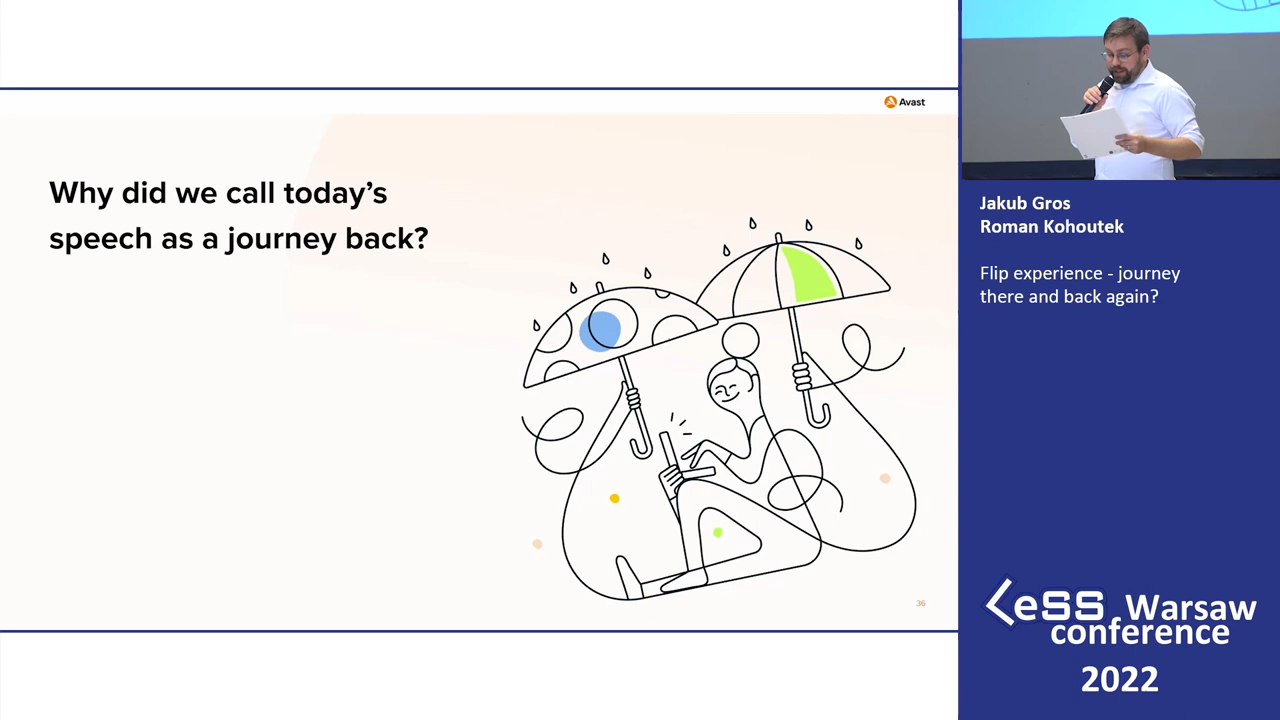 Avast
Why did we call today's
speech as a journey back?
36
Jakub Gros
Roman Kohoutek
Flip experience - journey
there and back again?
LeSS Warsaw
conference
2022